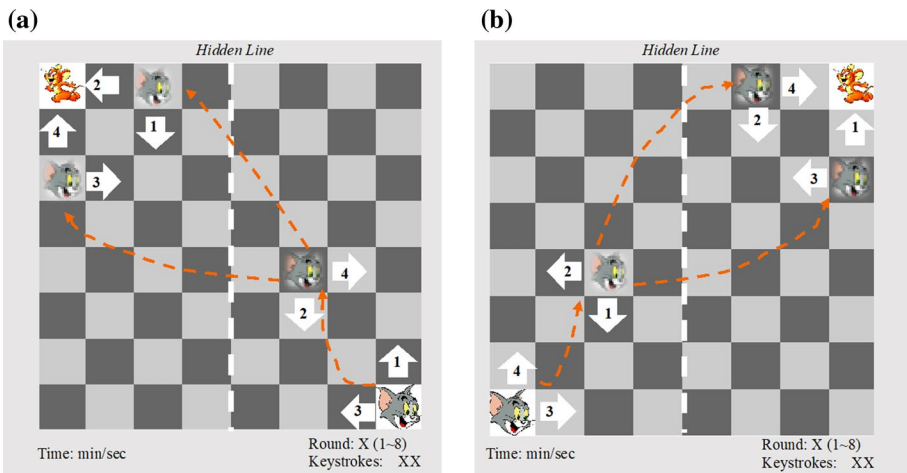 (a)
Hidden Line
2
1
4
3
4
2
1
3
Time: min/sec
Round: X (1~8)
Keystrokes: XX
(b)
Hidden Line
4
2
1
3
2
1
4
3
Time: min/sec
Round: X (1~8)
Keystrokes: XX